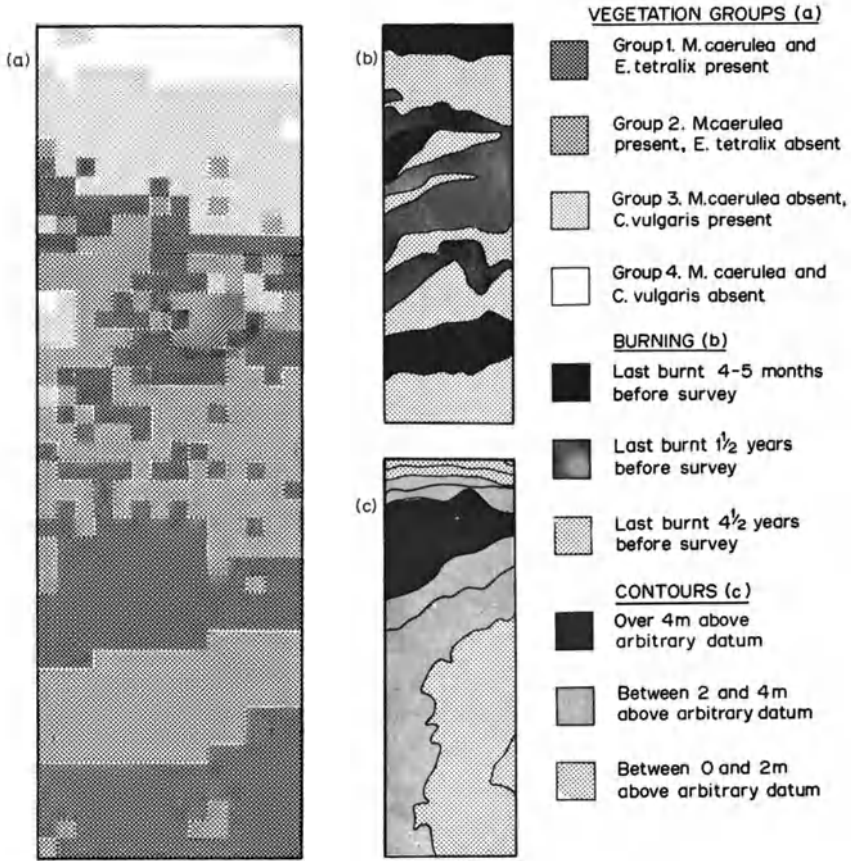 (a)
(b)
(c)
VEGETATION GROUPS (a)
Group 1. M. caerulea and
E. tetralix present
Group 2. M.caerulea
present, E. tetralix absent
Group 3. M.caerulea absent,
C. vulgaris present
Group 4. M. caerulea and
C. vulgaris absent
BURNING (b)
Last burnt 4-5 months
before survey
Last burnt 1½ years
before survey
Last burnt 4½ years
before survey
CONTOURS (c)
Over 4m above
arbitrary datum
Between 2 and 4m
above arbitrary datum
Between 0 and 2m
above arbitrary datum